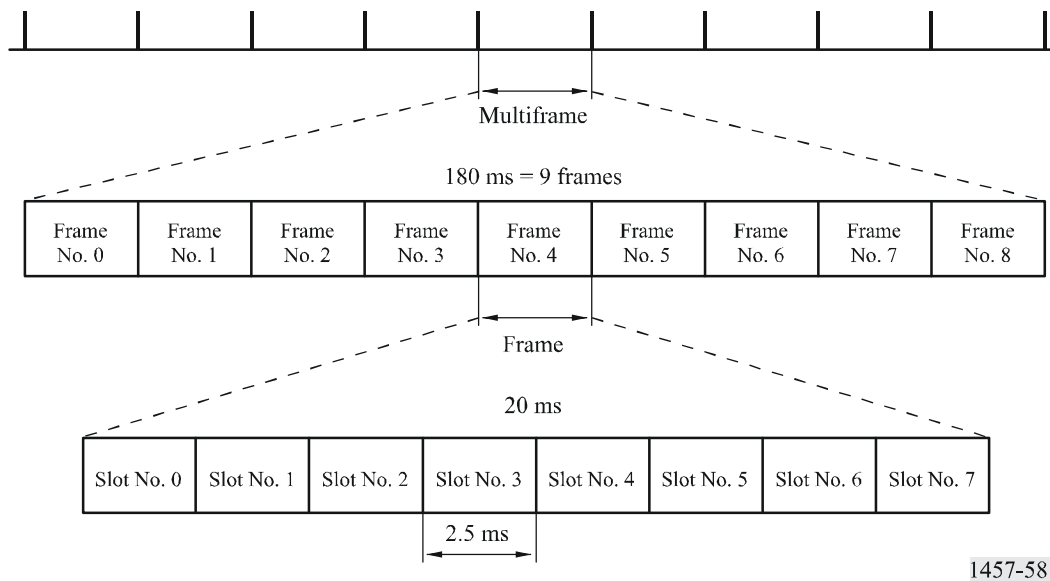 Multiframe
180 ms = 9 frames
Frame No. 0
Frame No. 1
Frame No. 2
Frame No. 3
Frame No. 4
Frame No. 5
Frame No. 6
Frame No. 7
Frame No. 8
Frame
20 ms
Slot No. 0
Slot No. 1
Slot No. 2
Slot No. 3
Slot No. 4
Slot No. 5
Slot No. 6
Slot No. 7
2.5 ms
1457-58